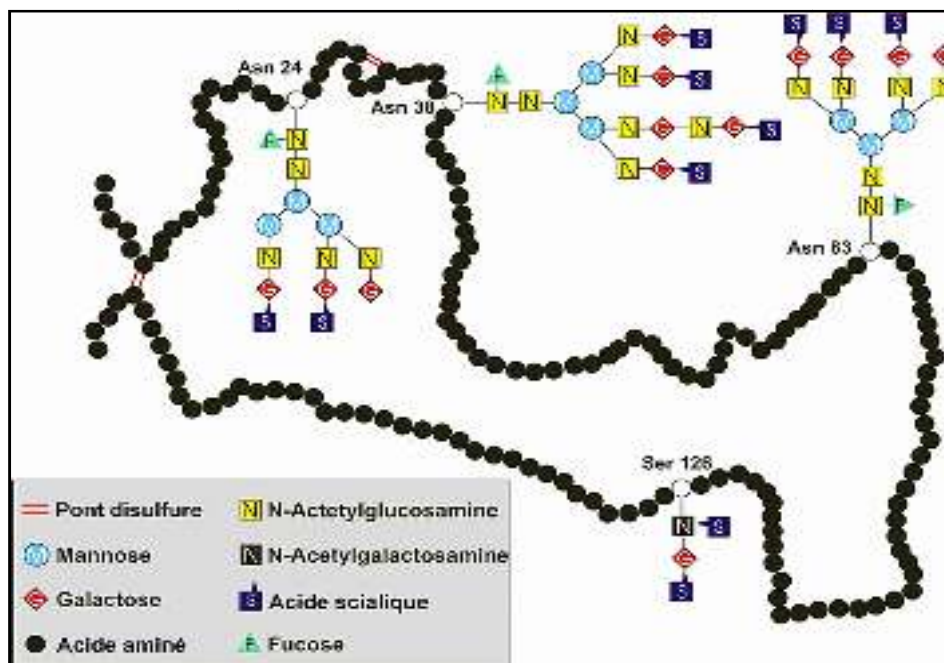 Asn 24
Asn 38
Asn 83
Ser 126
Pont disulfure
N N-Actetylglucosamine
M Mannose
N N-Acetylgalactosamine
G Galactose
S Acide scialique
Acide aminé
F Fucose